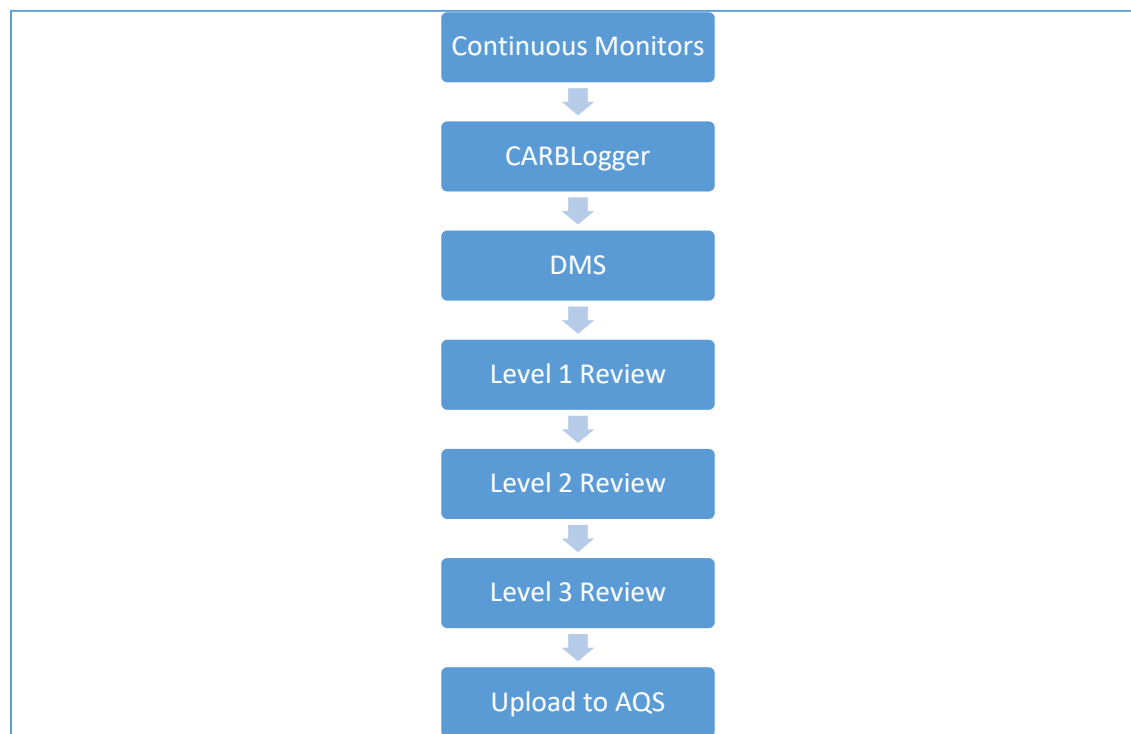 Continuous Monitors
CARBLogger
DMS
Level 1 Review
Level 2 Review
Level 3 Review
Upload to AQS